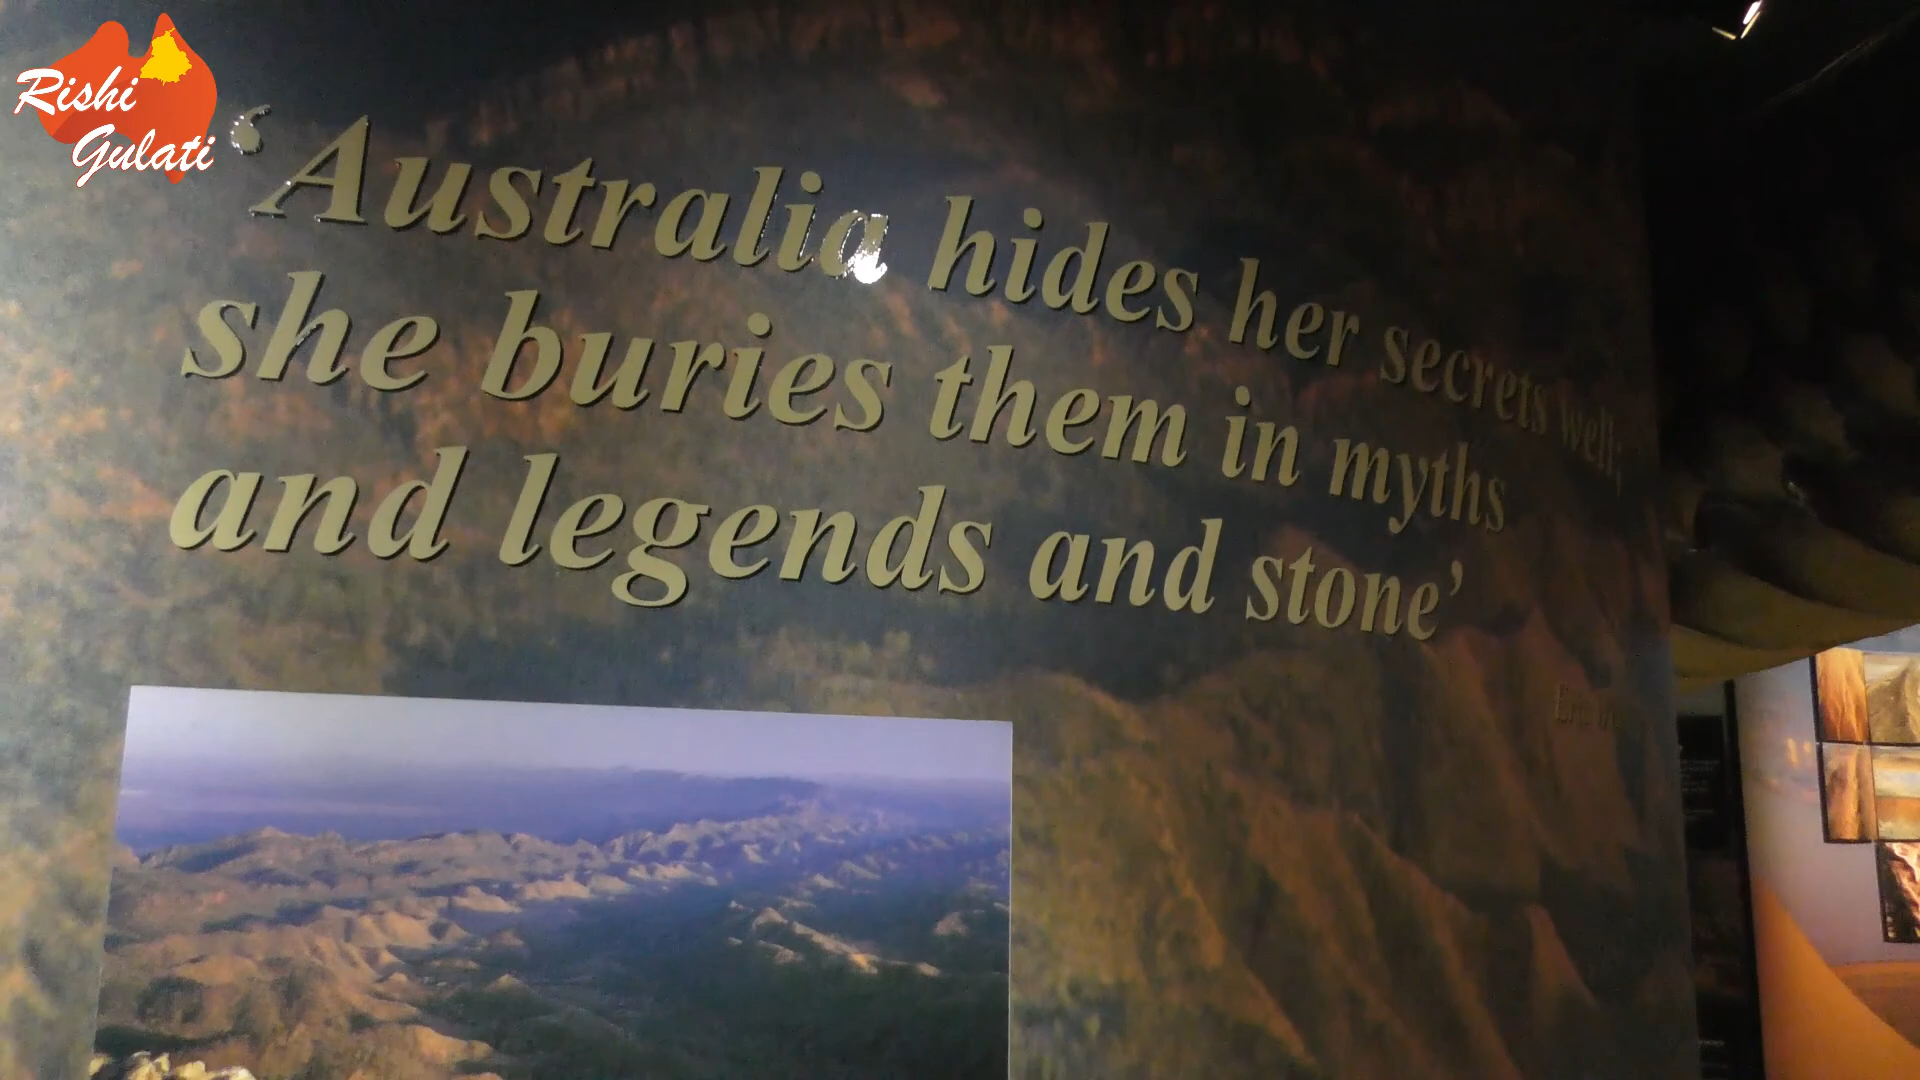 Rishi
Gulati
‘Australia hides her secrets well;
she buries them in myths
and legends and stone’